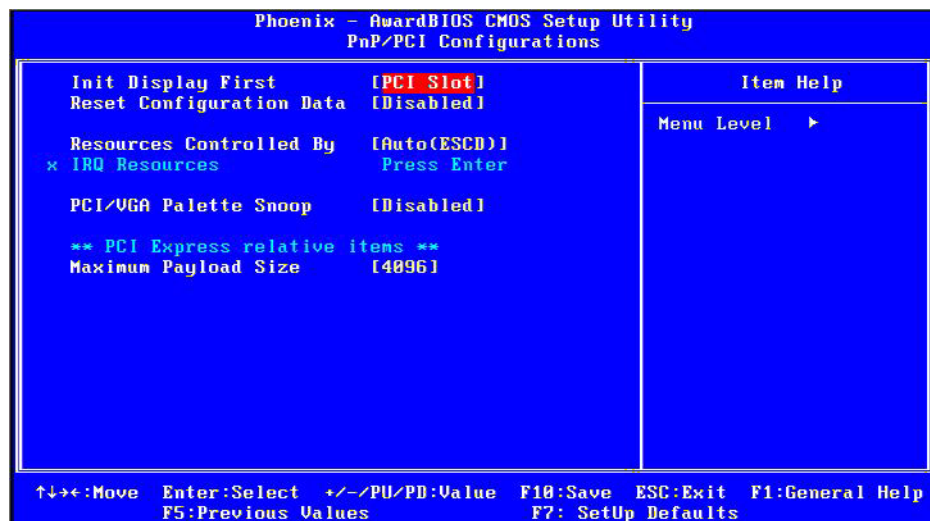 Phoenix - AwardBIOS CMOS Setup Utility
PnP/PCI Configurations
Init Display First [PCI Slot]
Reset Configuration Data [Disabled]
Resources Controlled By [Auto(ESCD)]
x IRQ Resources Press Enter
PCI/VGA Palette Snoop [Disabled]
** PCI Express relative items **
Maximum Payload Size [4096]
Item Help
Menu Level ►
↑↓→←:Move Enter:Select +/-/PU/PD:Value F10:Save ESC:Exit F1:General Help
F5:Previous Values F7: SetUp Defaults